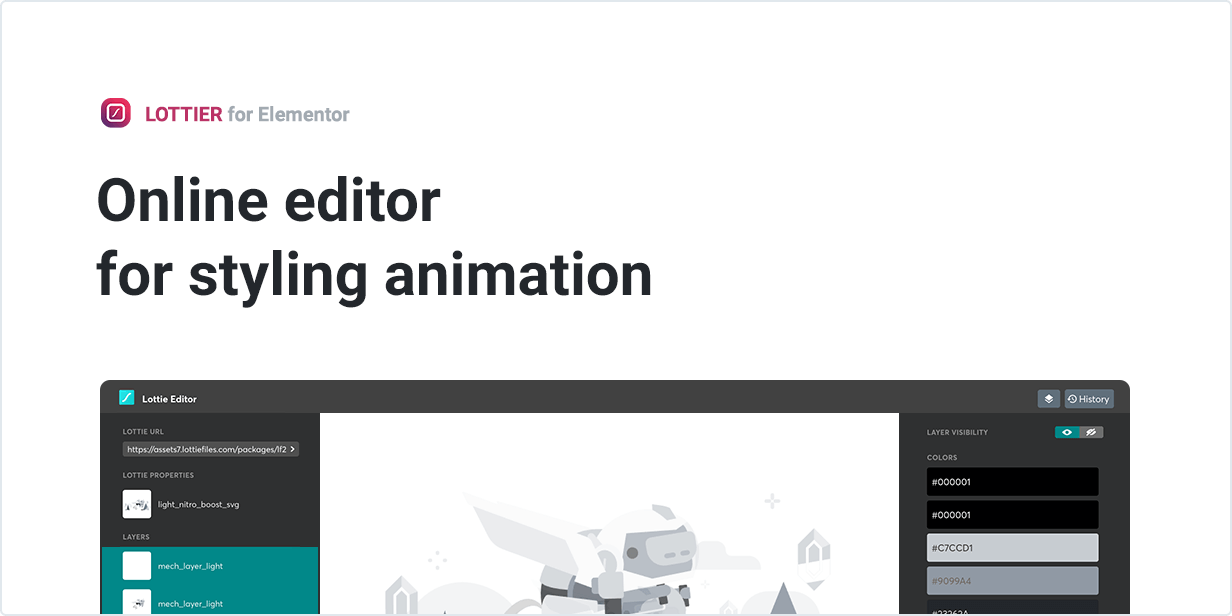 LOTTIER for Elementor
Online editor
for styling animation
Lottie Editor
History
LOTTIE URL
https://assets7.lottiefiles.com/packages/lf2
LOTTIE PROPERTIES
light_nitro_boost_svg
LAYERS
mech_layer_light
mech_layer_light
LAYER VISIBILITY
COLORS
#000001
#000001
#C7CCD1
#9099A4
#23262A